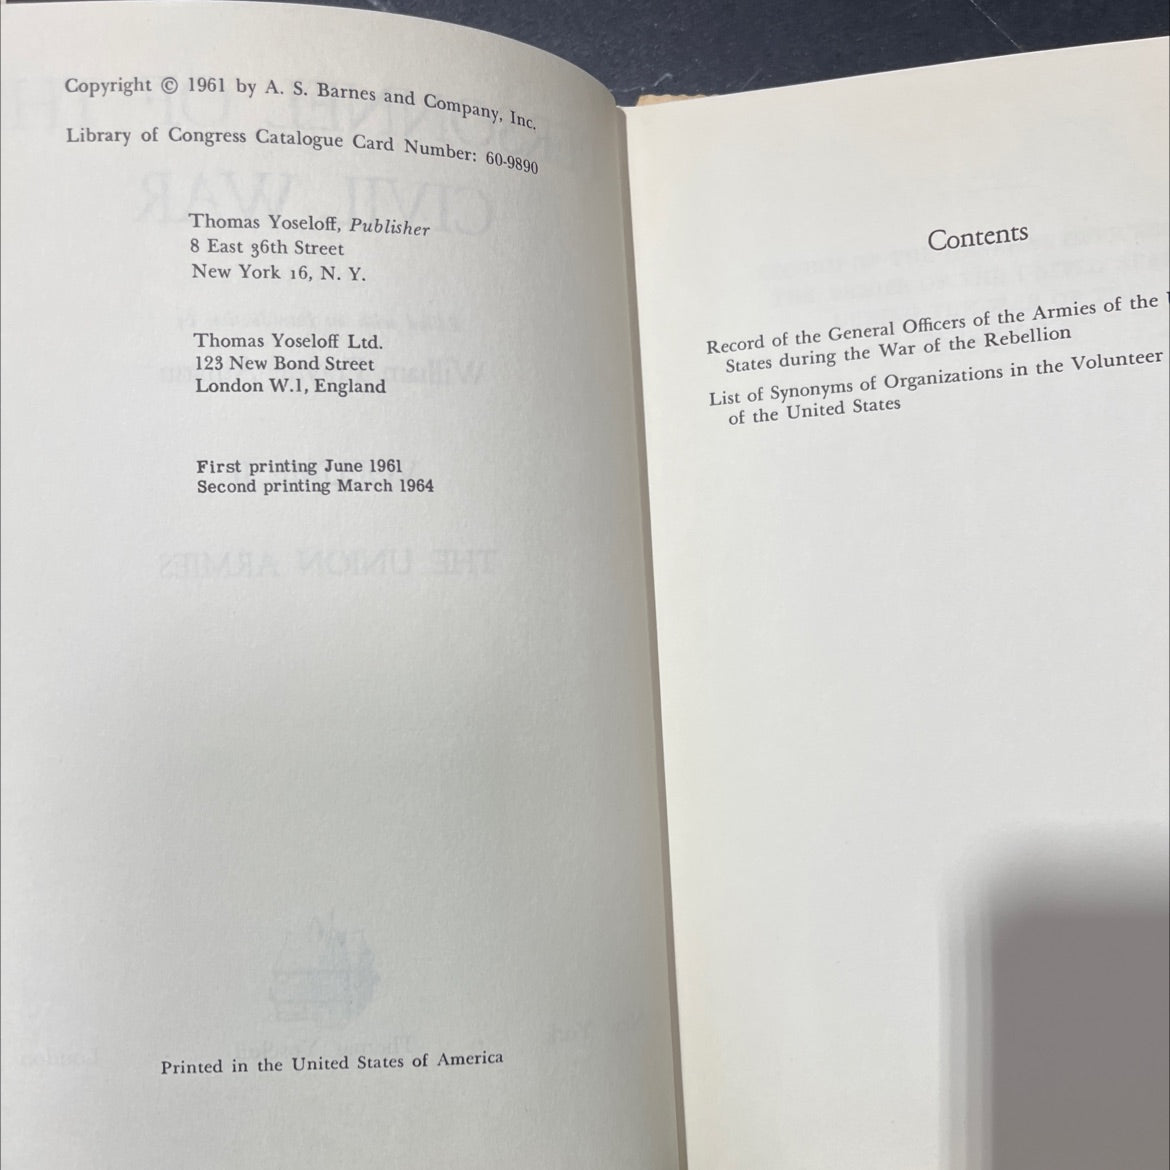 Copyright © 1961 by A. S. Barnes and Company, Inc.
Library of Congress Catalogue Card Number: 60-9890
Thomas Yoseloff, Publisher
8 East 36th Street
New York 16, N. Y.
Thomas Yoseloff Ltd.
123 New Bond Street
London W.1, England
First printing June 1961
Second printing March 1964
Printed in the United States of America
Contents
Record of the General Officers of the Armies of the
States during the War of the Rebellion
List of Synonyms of Organizations in the Volunteer
of the United States